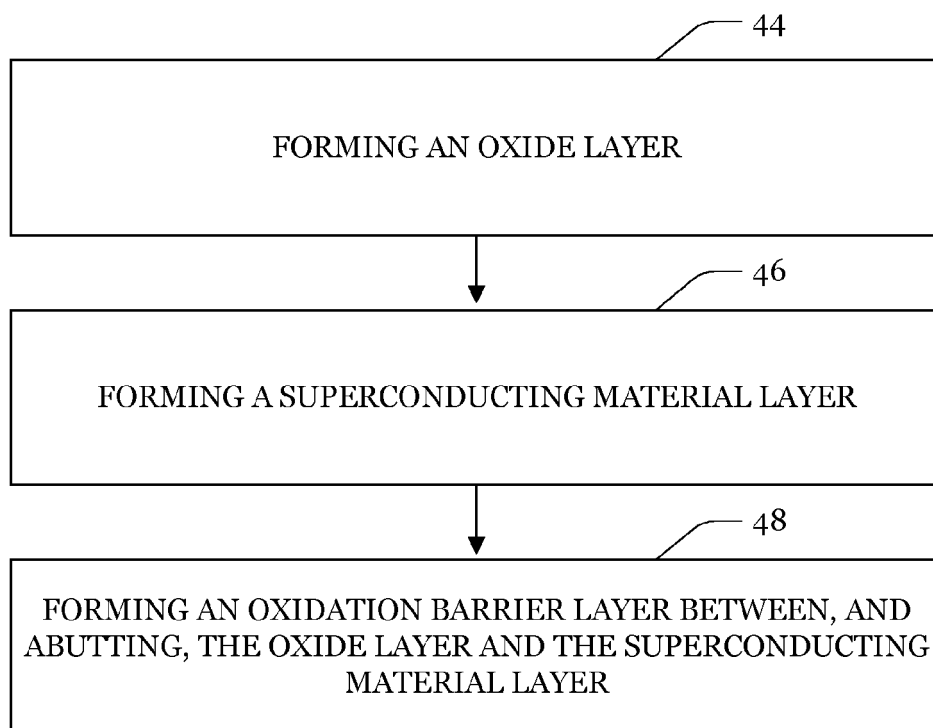 44
FORMING AN OXIDE LAYER
46
FORMING A SUPERCONDUCTING MATERIAL LAYER
48
FORMING AN OXIDATION BARRIER LAYER BETWEEN, AND
ABUTTING, THE OXIDE LAYER AND THE SUPERCONDUCTING
MATERIAL LAYER